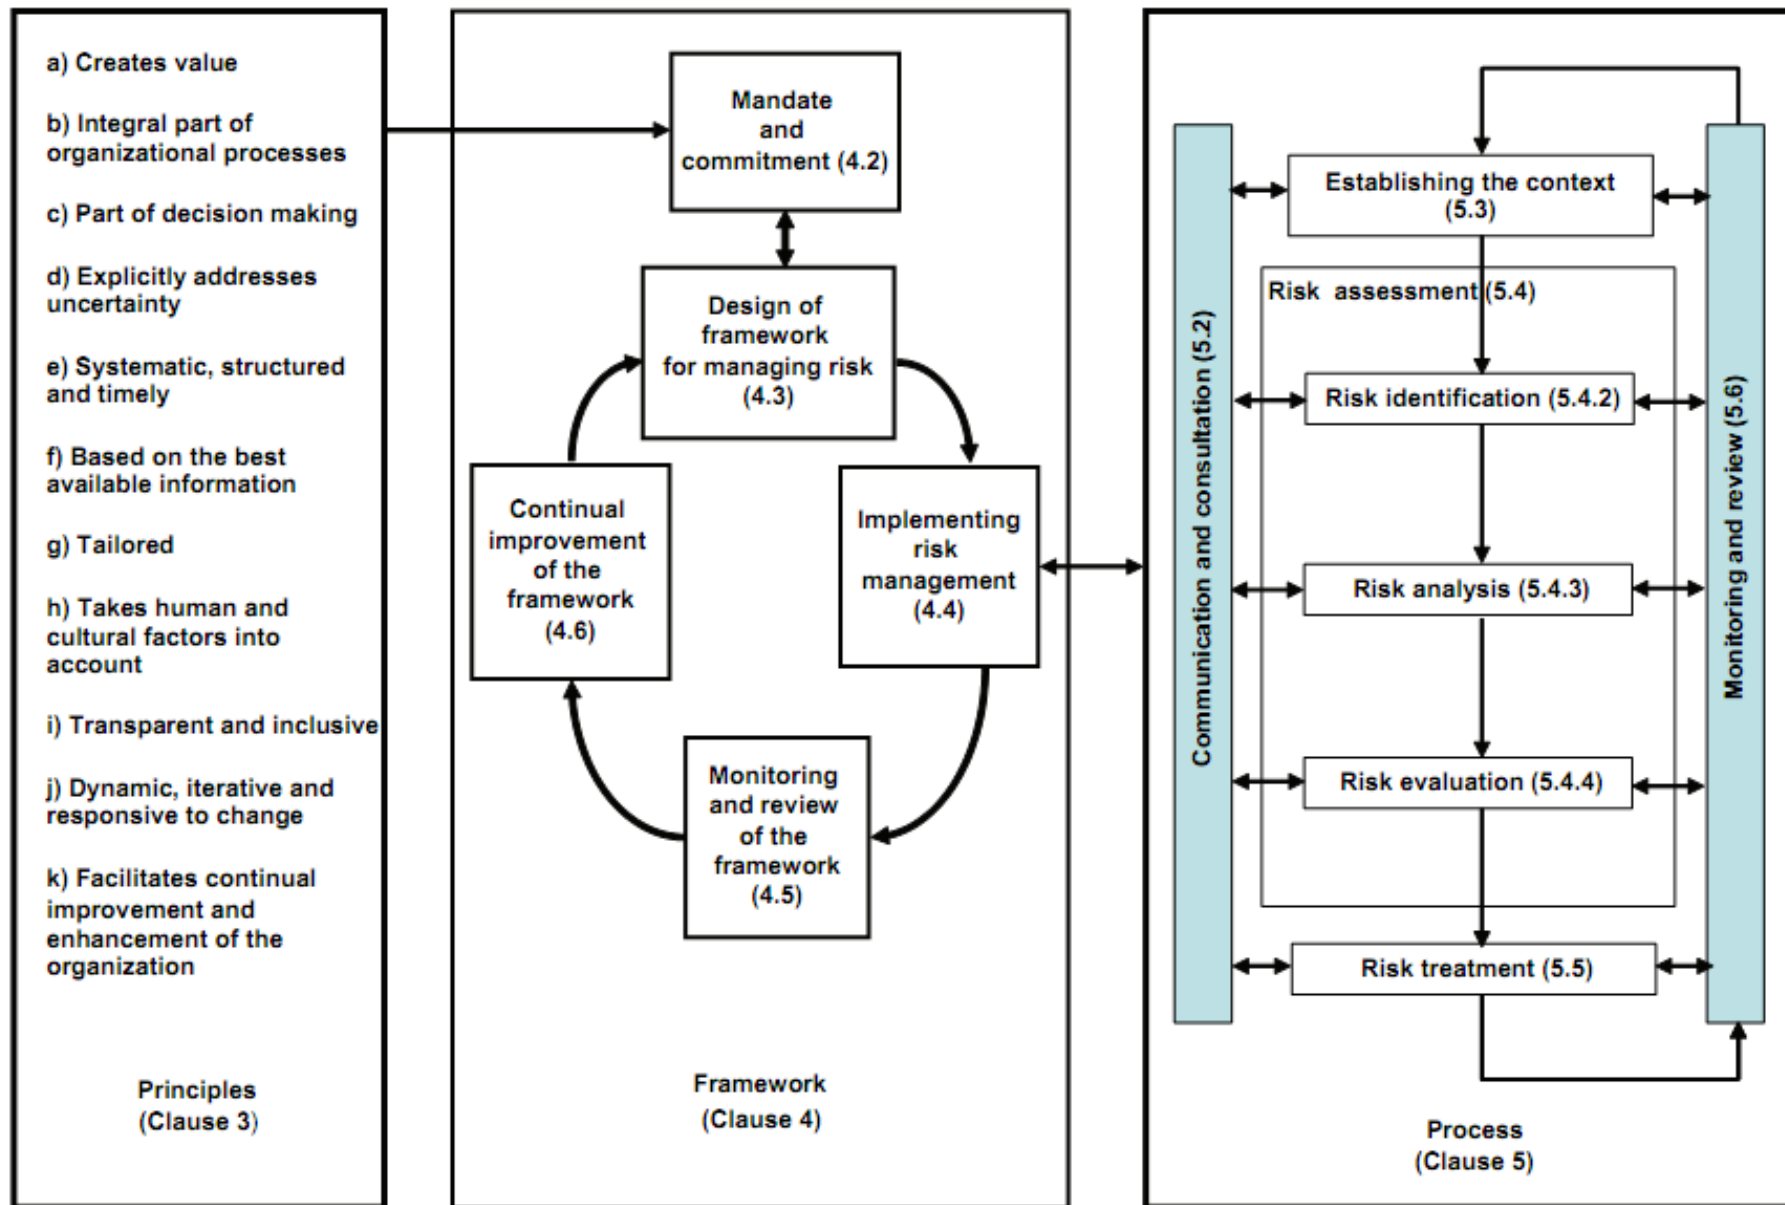 a) Creates value
b) Integral part of
organizational processes
c) Part of decision making
d) Explicitly addresses
uncertainty
e) Systematic, structured
and timely
f) Based on the best
available information
g) Tailored
h) Takes human and
cultural factors into
account
i) Transparent and inclusive
j) Dynamic, iterative and
responsive to change
k) Facilitates continual
improvement and
enhancement of the
organization
Principles
(Clause 3)
Mandate
and
commitment (4.2)
Design of
framework
for managing risk
(4.3)
Implementing
risk
management
(4.4)
Monitoring
and review
of the
framework
(4.5)
Continual
improvement
of the
framework
(4.6)
Framework
(Clause 4)
Communication and consultation (5.2)
Establishing the context
(5.3)
Risk assessment (5.4)
Risk identification (5.4.2)
Risk analysis (5.4.3)
Risk evaluation (5.4.4)
Risk treatment (5.5)
Monitoring and review (5.6)
Process
(Clause 5)